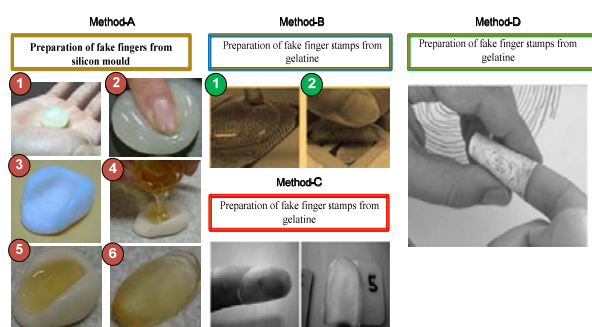 Method-A
Preparation of fake fingers from
silicon mould
1
2
3
4
5
6
Method-B
Preparation of fake finger stamps from
gelatine
1
2
Method-C
Preparation of fake finger stamps from
gelatine
5
Method-D
Preparation of fake finger stamps from
gelatine